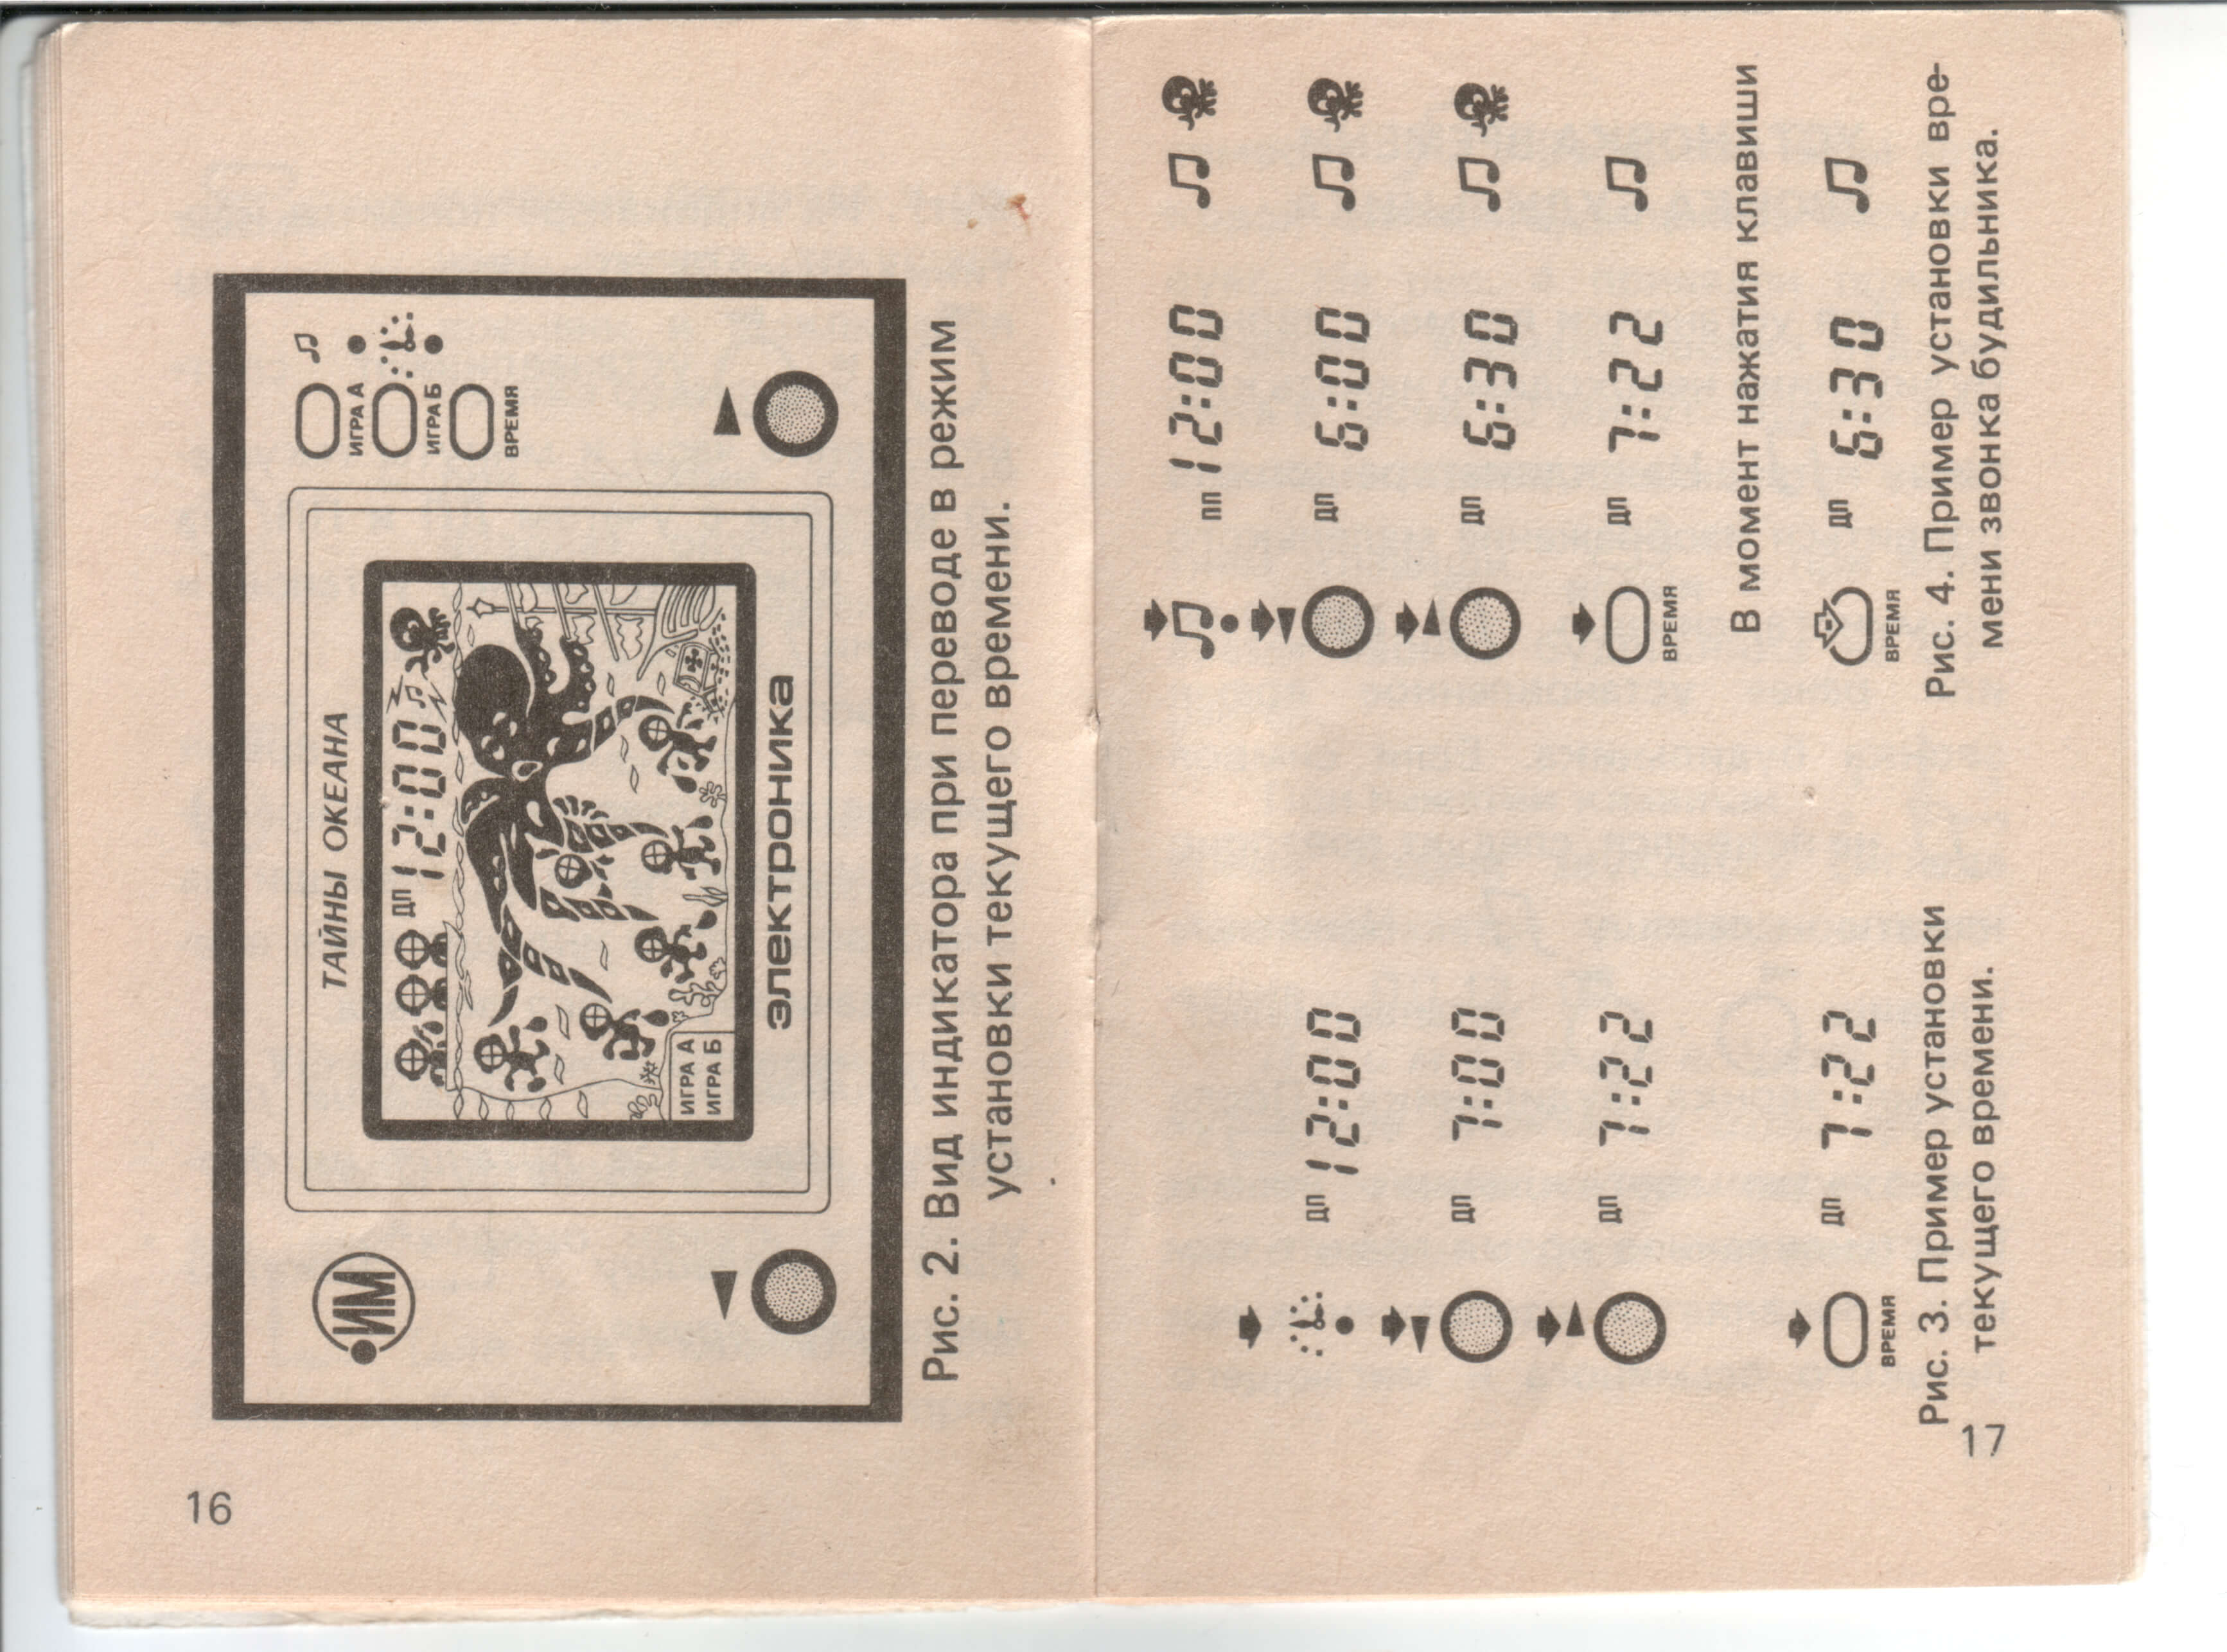 ТАЙНЫ ОКЕАНА
ИМ
ДП 12:00
ИГРА А
ИГРА Б
ИГРА А
ИГРА Б
ВРЕМЯ
электроника
Рис. 2. Вид индикатора при переводе в режим
установки текущего времени.
16
ДП 12:00
ДП 7:00
ДП 7:22
ВРЕМЯ
ДП 7:22
Рис. 3. Пример установки
текущего времени.
ПП 12:00
ДП 6:00
ДП 6:30
ВРЕМЯ
ДП 7:22
В момент нажатия клавиши
ВРЕМЯ
ДП 6:30
Рис. 4. Пример установки вре-
мени звонка будильника.
17